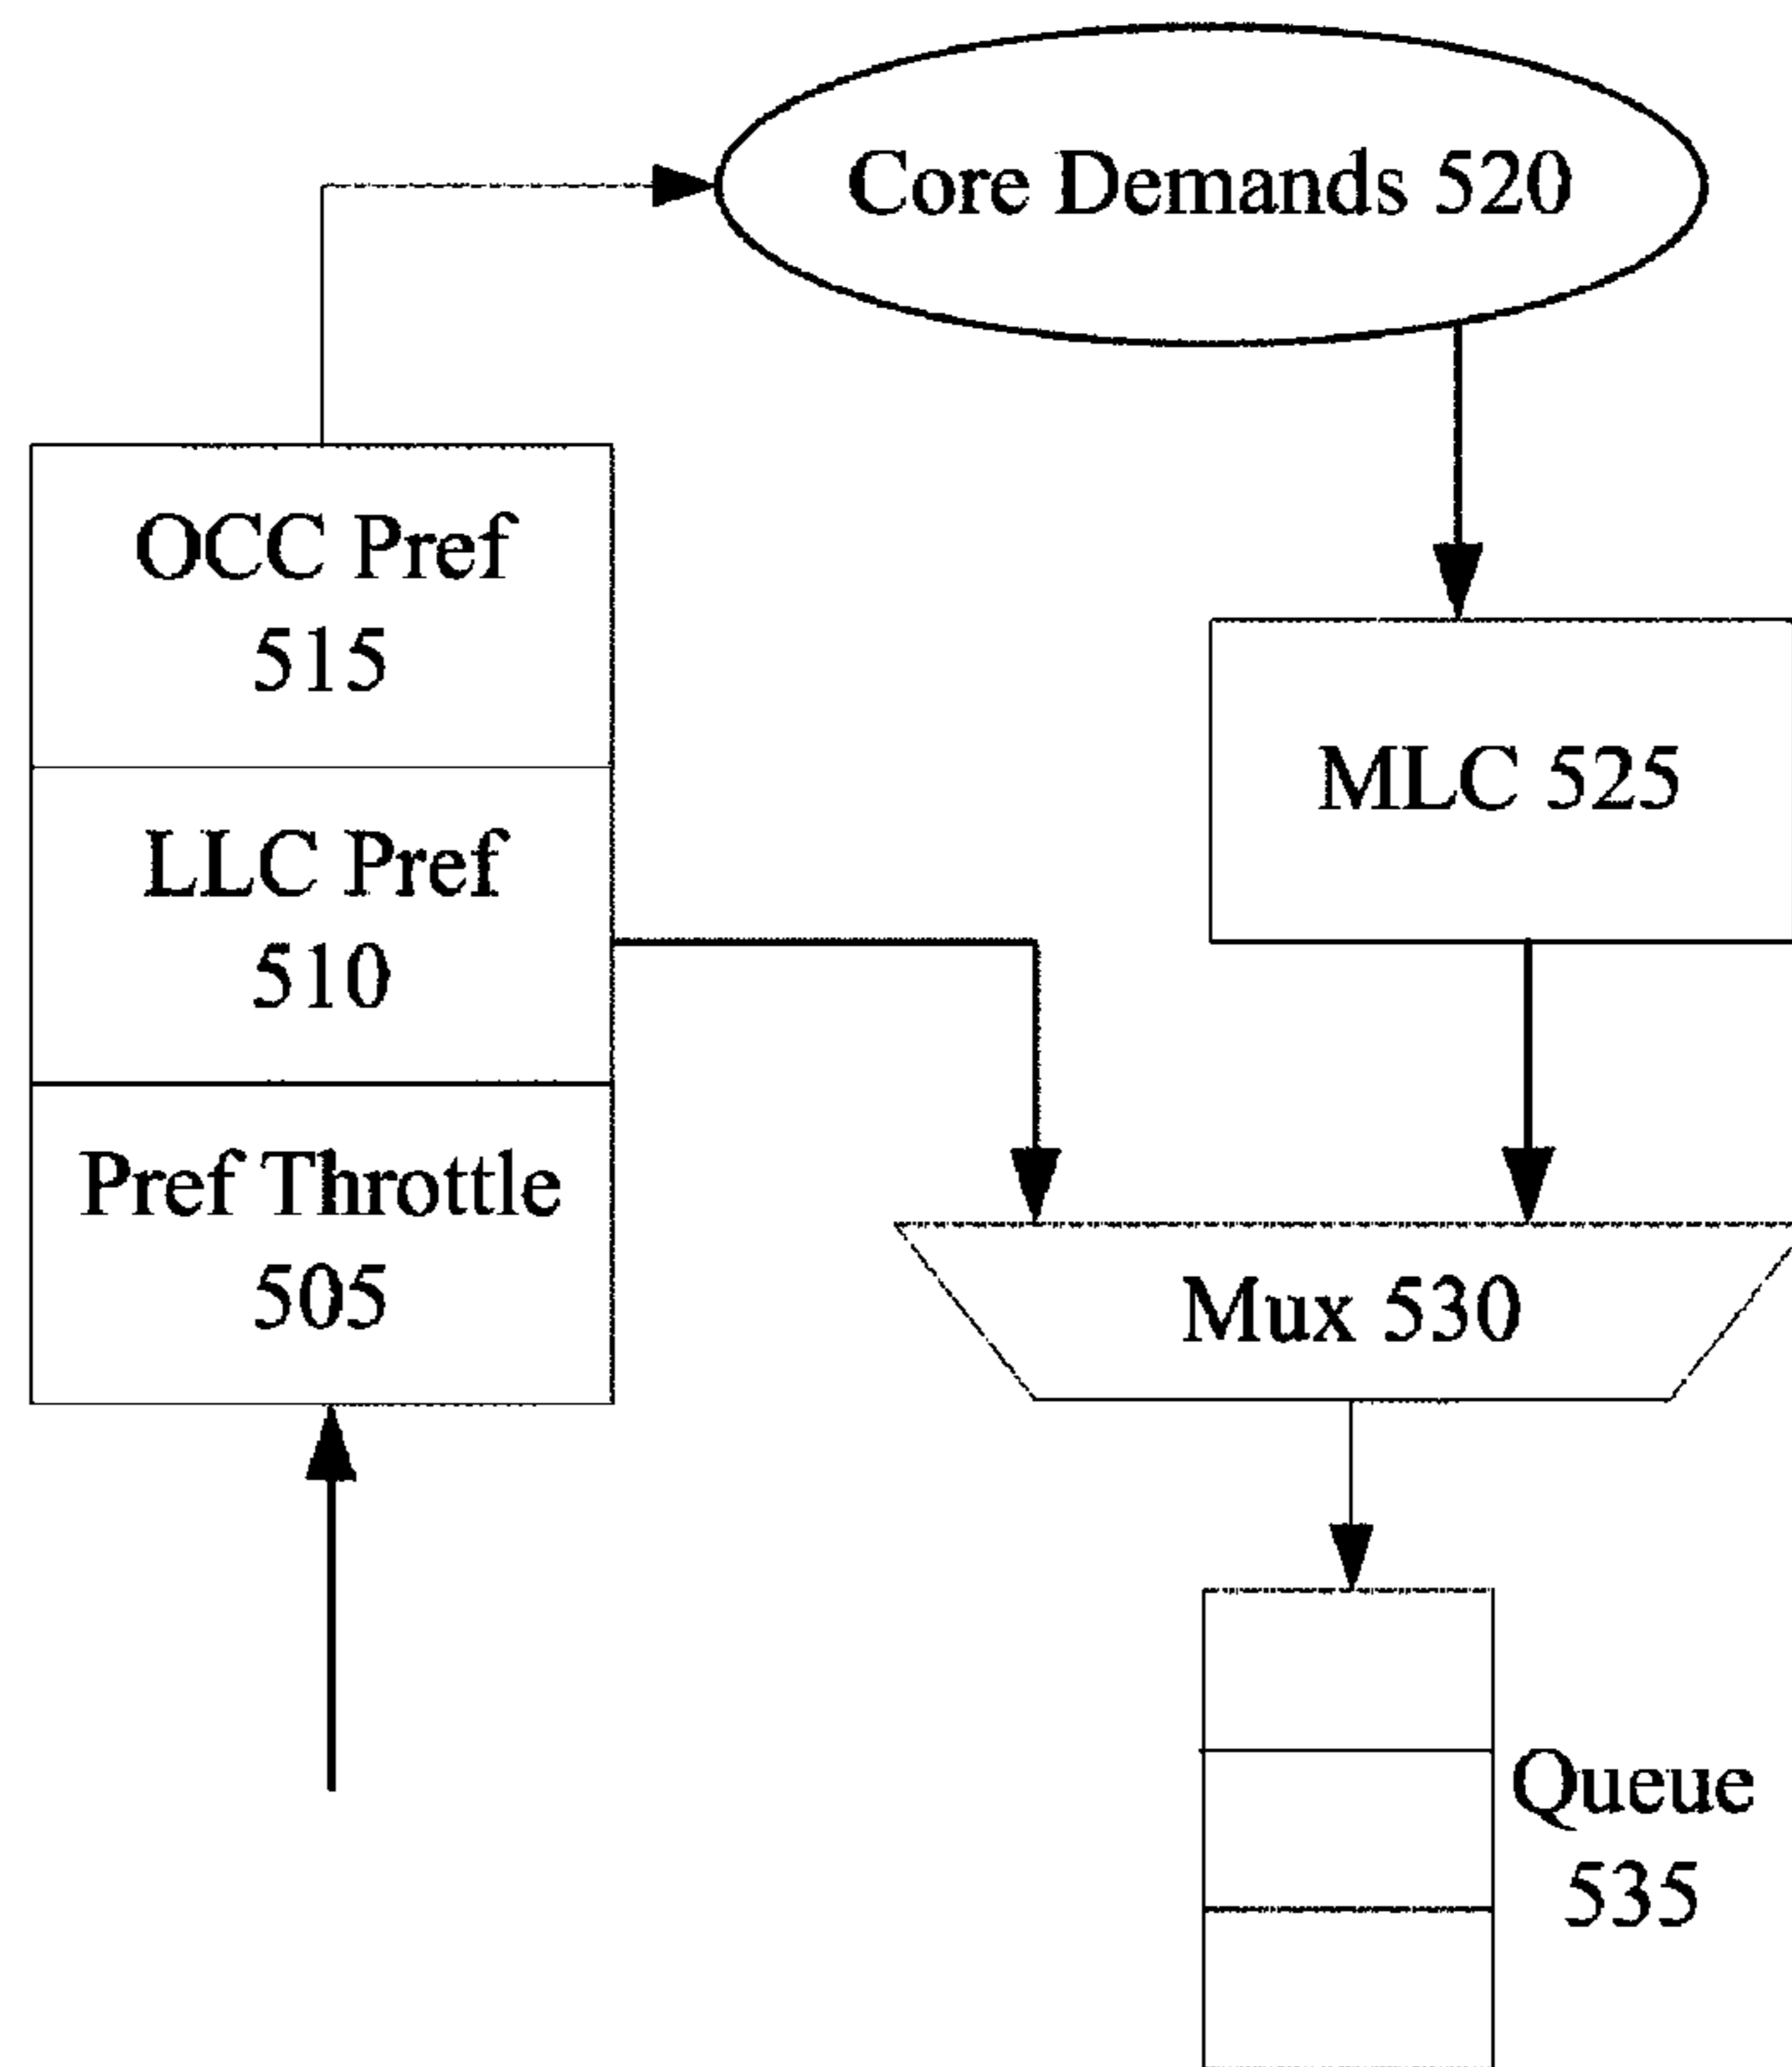 Core Demands 520
OCC Pref
515
LLC Pref
510
Pref Throttle
505
MLC 525
Mux 530
Queue
535